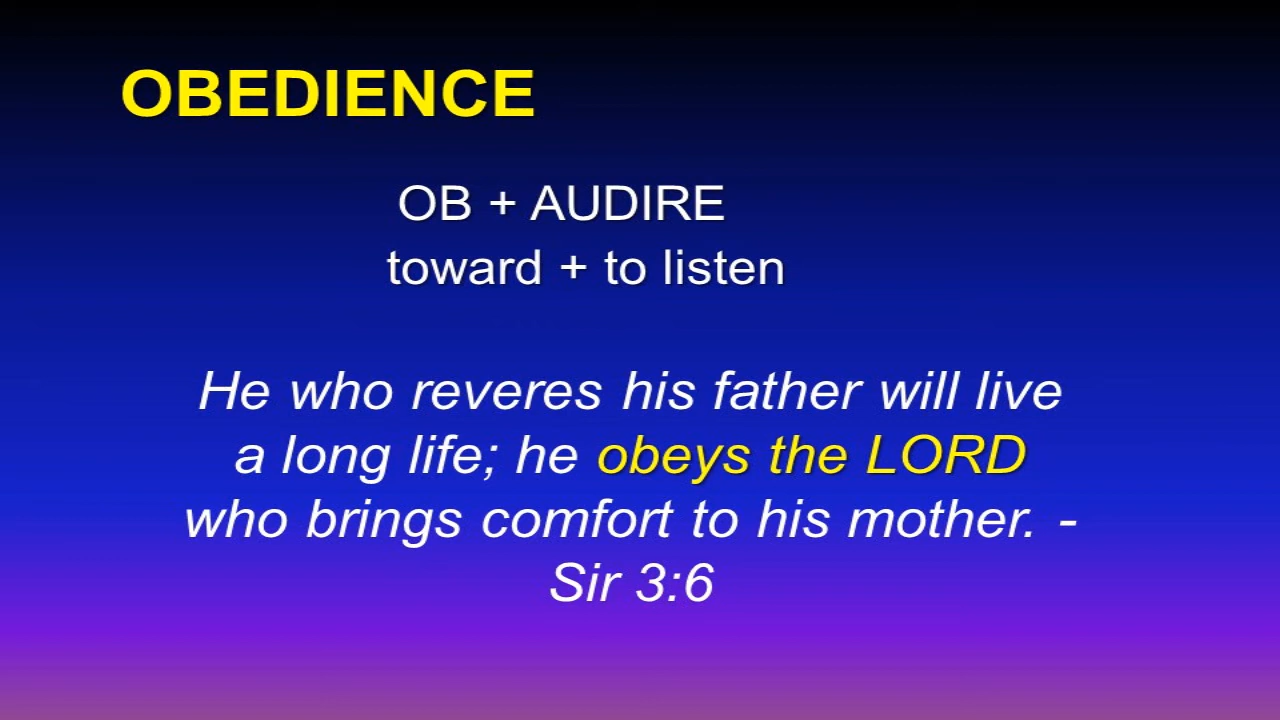 OBEDIENCE
OB + AUDIRE
toward + to listen
He who reveres his father will live
a long life; he obeys the LORD
who brings comfort to his mother. -
Sir 3:6